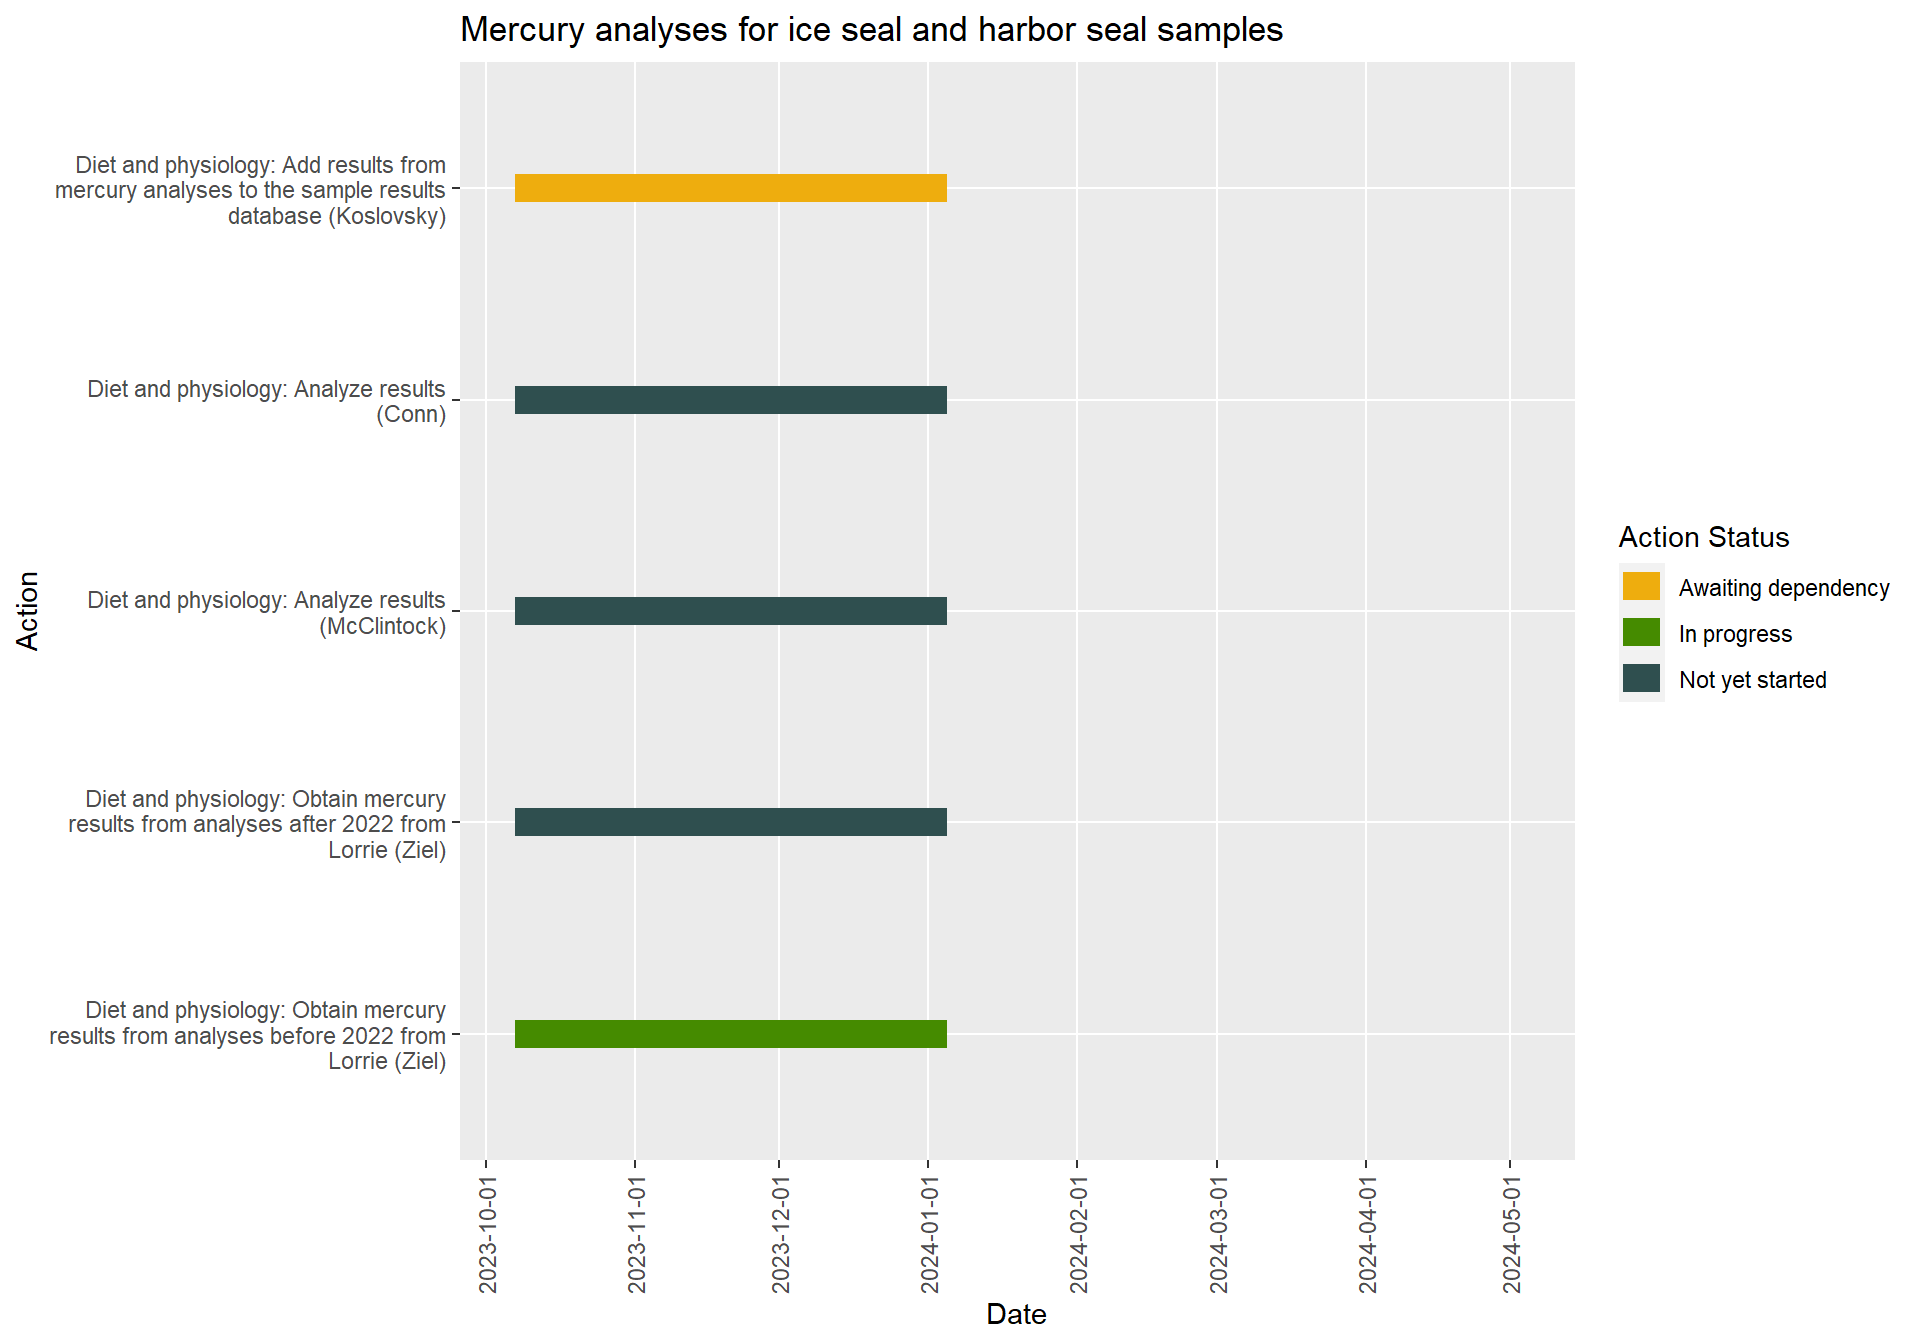 Mercury analyses for ice seal and harbor seal samples
Action
Diet and physiology: Add results from
mercury analyses to the sample results
database (Koslovsky)
Diet and physiology: Analyze results
(Conn)
Diet and physiology: Analyze results
(McClintock)
Diet and physiology: Obtain mercury
results from analyses after 2022 from
Lorrie (Ziel)
Diet and physiology: Obtain mercury
results from analyses before 2022 from
Lorrie (Ziel)
2023-10-01
2023-11-01
2023-12-01
2024-01-01
2024-02-01
2024-03-01
2024-04-01
2024-05-01
Date
Action Status
Awaiting dependency
In progress
Not yet started